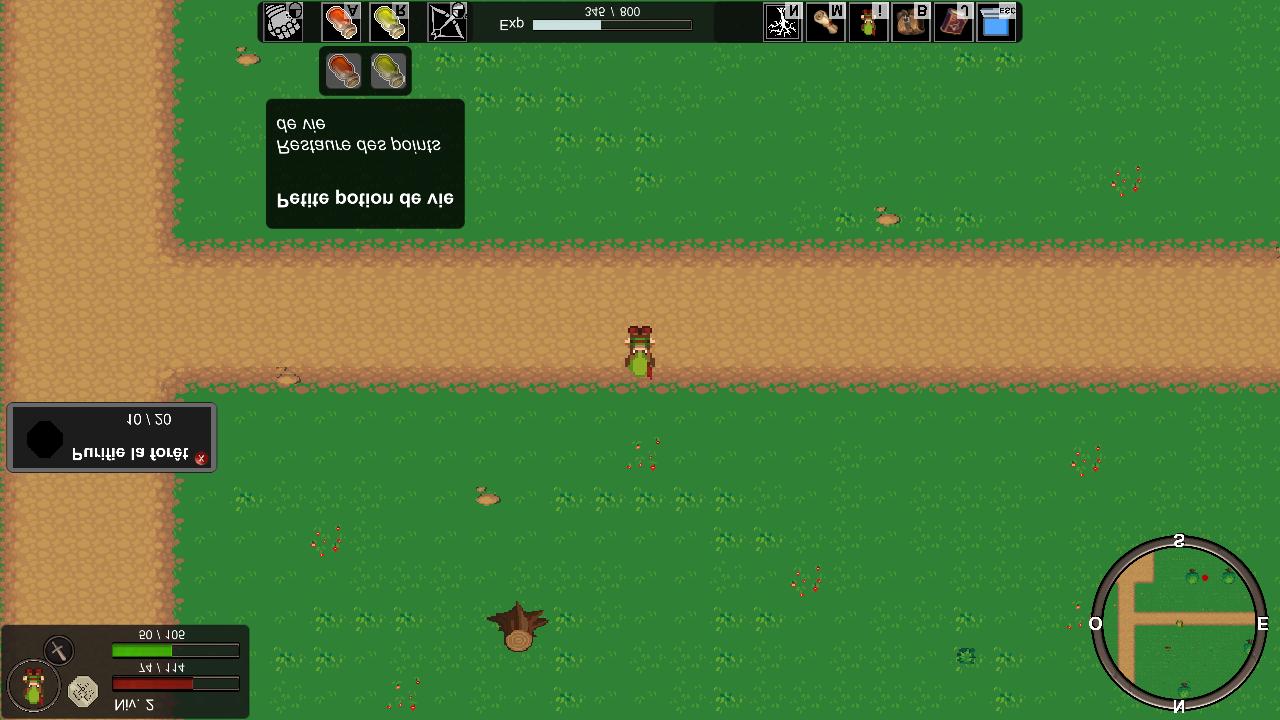 Niv. 2
74 / 114
50 / 105
N
O
E
S
Purifie la forêt
x
10 / 20
Petite potion de vie
Restaure des points
de vie
A
R
Exp
345 / 800
N
M
i
B
J
ESC